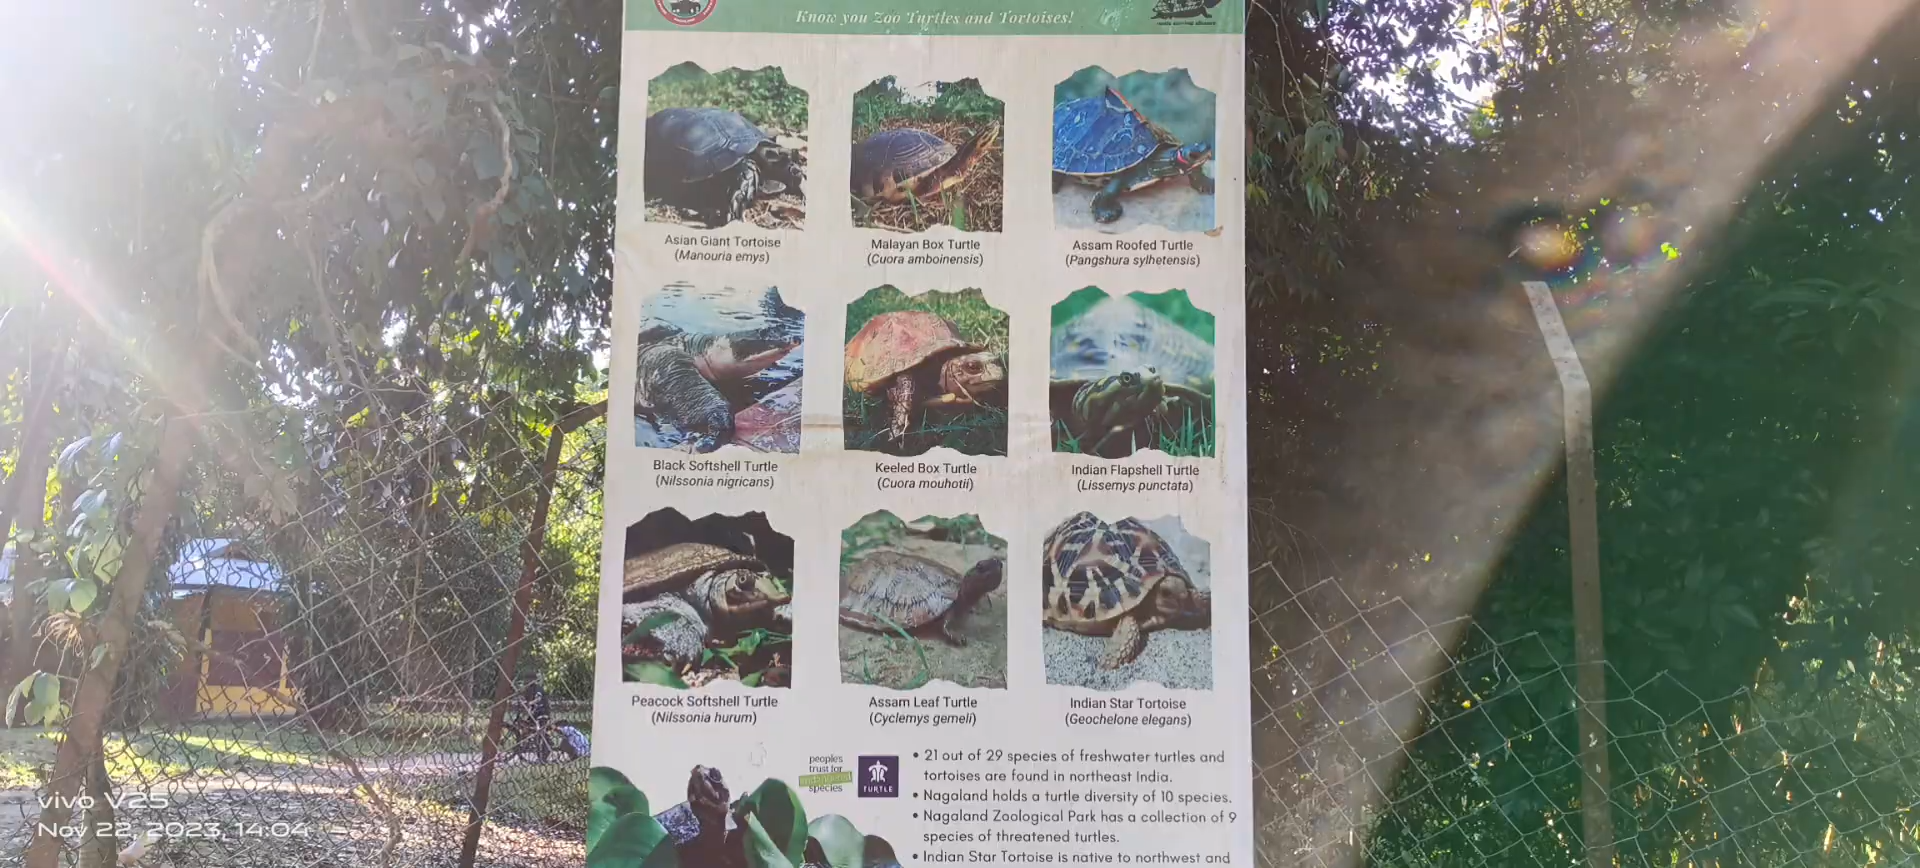 Know you Zoo Turtles and Tortoises!
Asian Giant Tortoise
(Manouria emys)
Malayan Box Turtle
(Cuora amboinensis)
Assam Roofed Turtle
(Pangshura sylhetensis)
Black Softshell Turtle
(Nilssonia nigricans)
Keeled Box Turtle
(Cuora mouhotii)
Indian Flapshell Turtle
(Lissemys punctata)
Peacock Softshell Turtle
(Nilssonia hurum)
Assam Leaf Turtle
(Cyclemys gemeli)
Indian Star Tortoise
(Geochelone elegans)
people's
trust for
endangered
species
TURTLE
• 21 out of 29 species of freshwater turtles and
tortoises are found in northeast India.
• Nagaland holds a turtle diversity of 10 species.
• Nagaland Zoological Park has a collection of 9
species of threatened turtles.
• Indian Star Tortoise is native to northwest and
vivo V25
Nov 22, 2023, 14:04